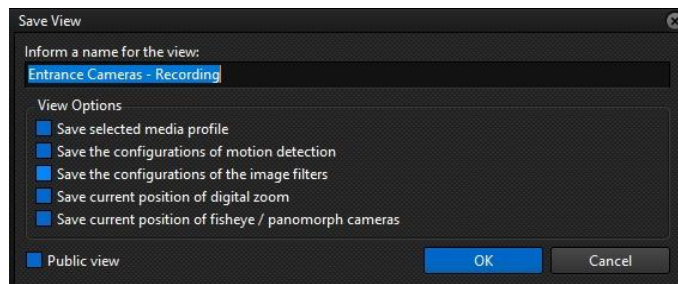 Save View
Inform a name for the view:
Entrance Cameras - Recording
View Options
Save selected media profile
Save the configurations of motion detection
Save the configurations of the image filters
Save current position of digital zoom
Save current position of fisheye / panomorph cameras
Public view
OK
Cancel